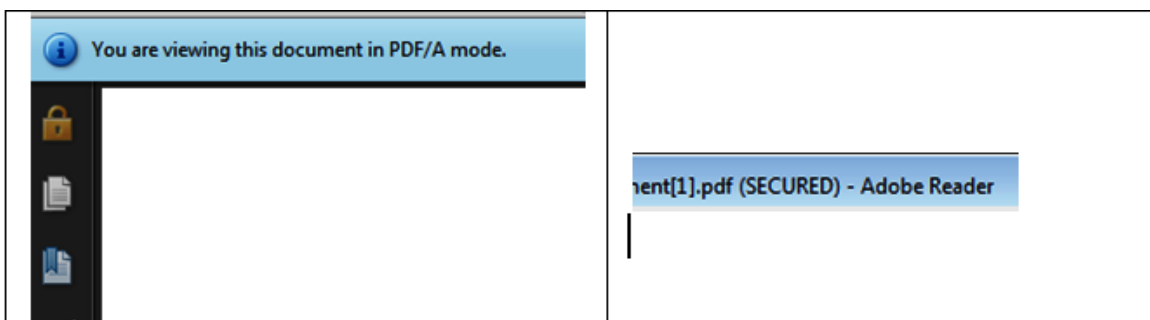 You are viewing this document in PDF/A mode.
nent[1].pdf (SECURED) - Adobe Reader